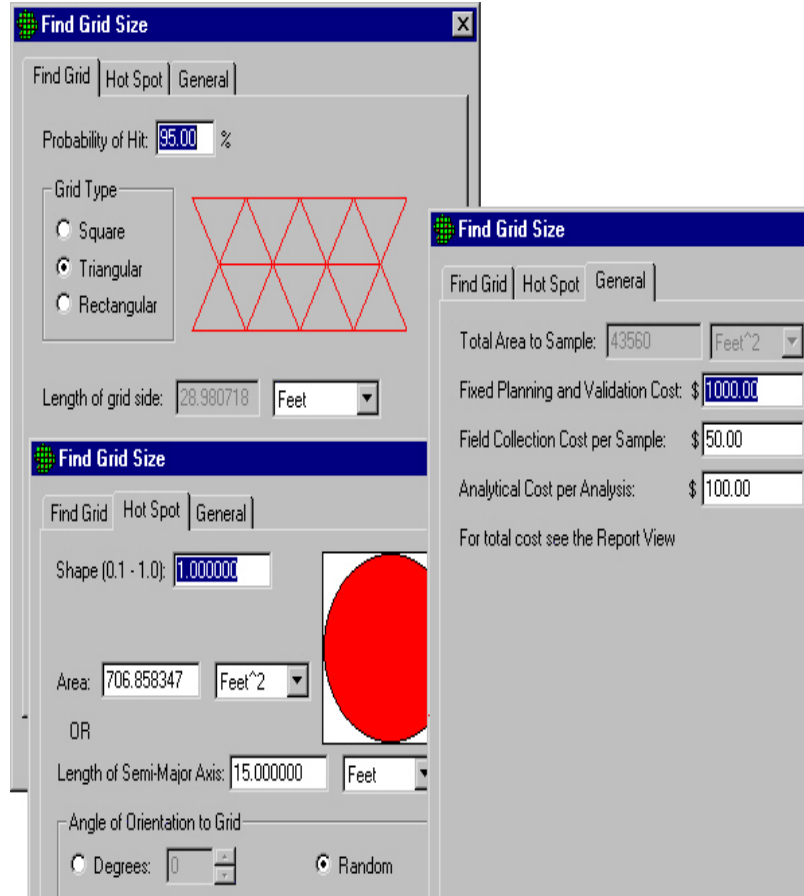 Find Grid Size
Find Grid Hot Spot General
Probability of Hit: 95.00 %
Grid Type
Square
Triangular
Rectangular
Length of grid side: 28.980718 Feet
Find Grid Size
Find Grid Hot Spot General
Shape (0.1 - 1.0): 1.000000
Area: 706.858347 Feet^2
OR
Length of Semi-Major Axis: 15.000000 Feet
Angle of Orientation to Grid
Degrees: 0 Random
Find Grid Size
Find Grid Hot Spot General
Total Area to Sample: 43560 Feet^2
Fixed Planning and Validation Cost: $ 1000.00
Field Collection Cost per Sample: $ 50.00
Analytical Cost per Analysis: $ 100.00
For total cost see the Report View